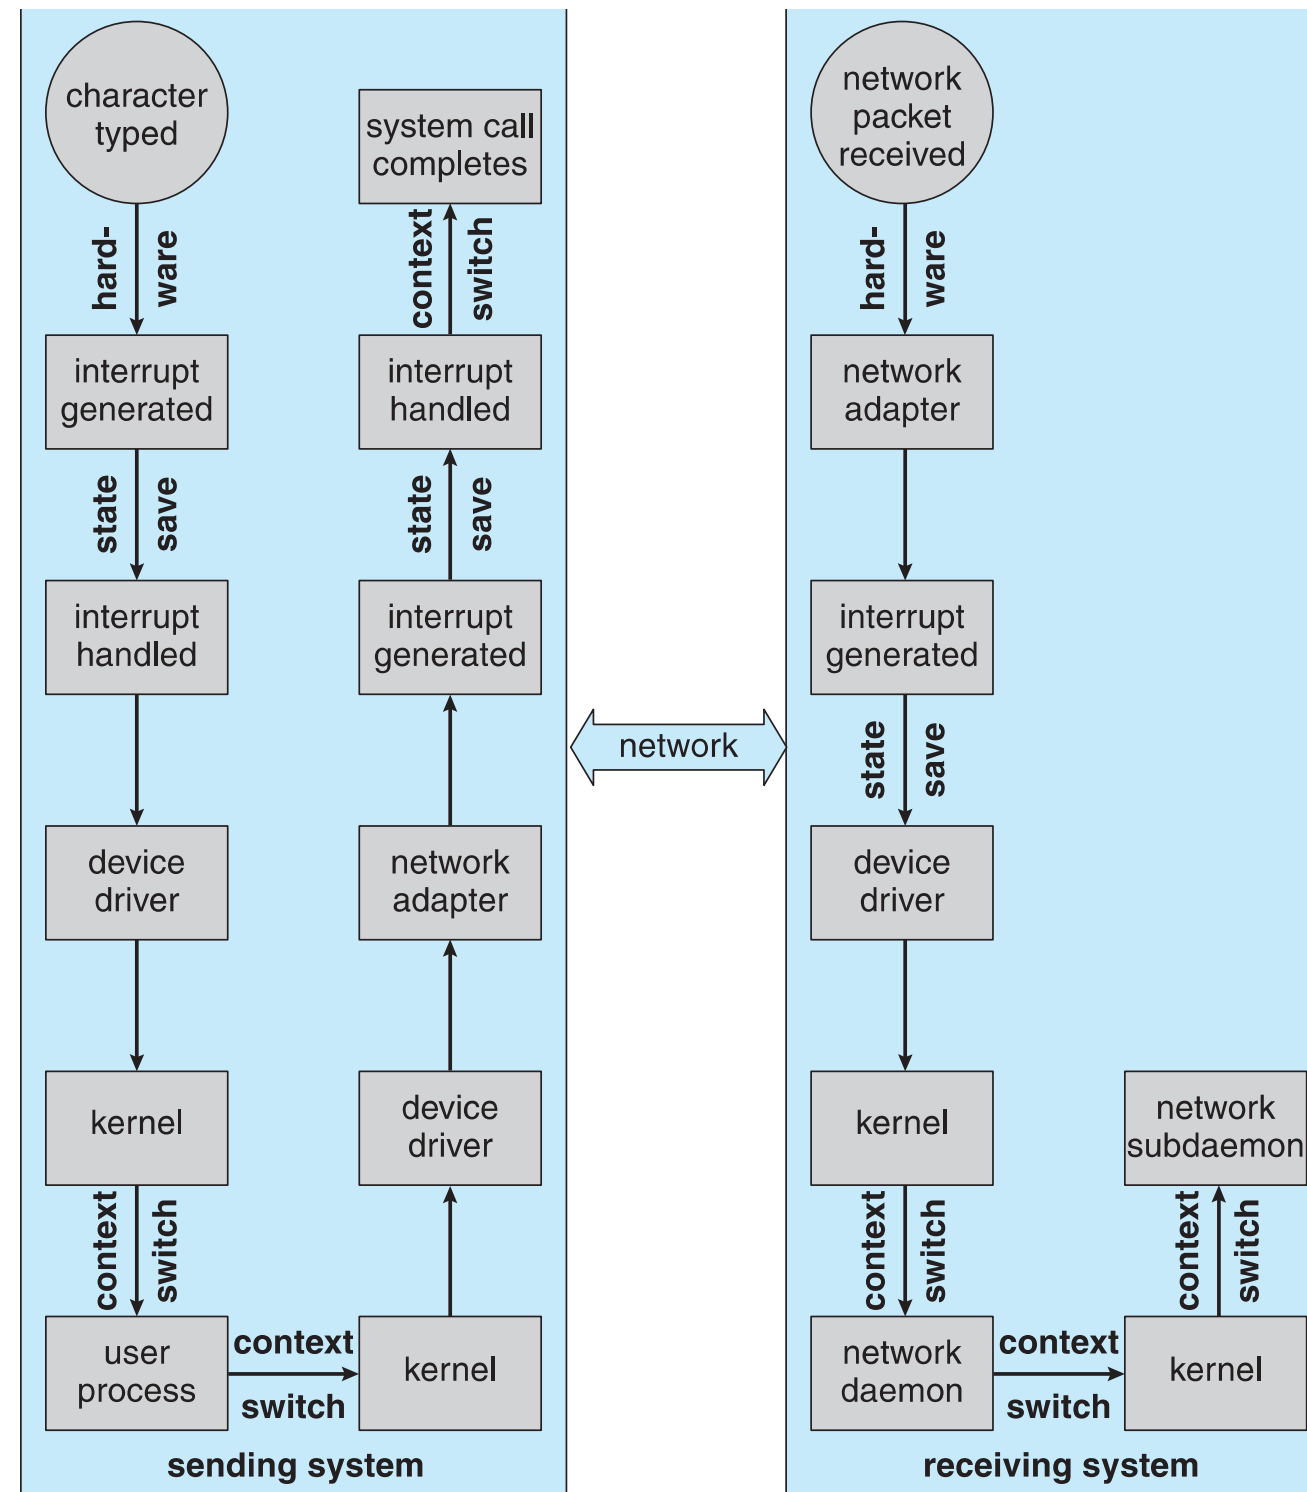 character
typed
hard-
ware
interrupt
generated
state
save
interrupt
handled
device
driver
kernel
context
switch
user
process
context
switch
kernel
device
driver
network
adapter
interrupt
generated
state
save
interrupt
handled
context
switch
system call
completes
sending system
network
network
packet
received
hard-
ware
network
adapter
interrupt
generated
state
save
device
driver
kernel
context
switch
network
daemon
context
switch
kernel
context
switch
network
subdaemon
receiving system